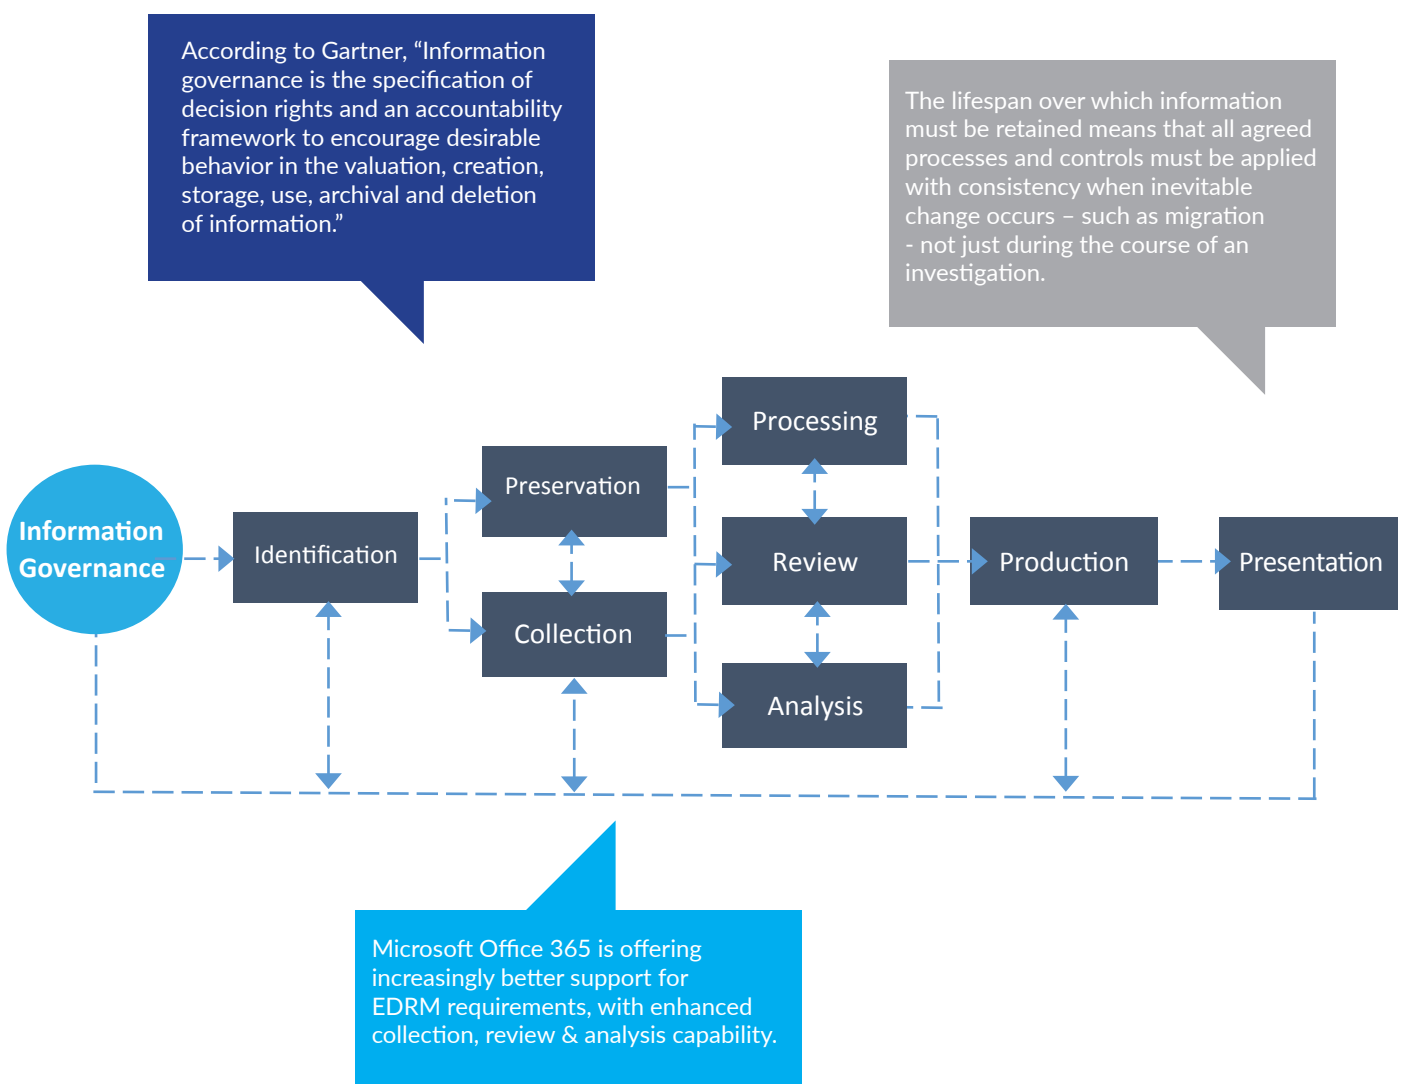 According to Gartner, “Information
governance is the specification of
decision rights and an accountability
framework to encourage desirable
behavior in the valuation, creation,
storage, use, archival and deletion
of information.”
The lifespan over which information
must be retained means that all agreed
processes and controls must be applied
with consistency when inevitable
change occurs – such as migration
- not just during the course of an
investigation.
Information
Governance
Identification
Preservation
Collection
Processing
Review
Analysis
Production
Presentation
Microsoft Office 365 is offering
increasingly better support for
EDRM requirements, with enhanced
collection, review & analysis capability.